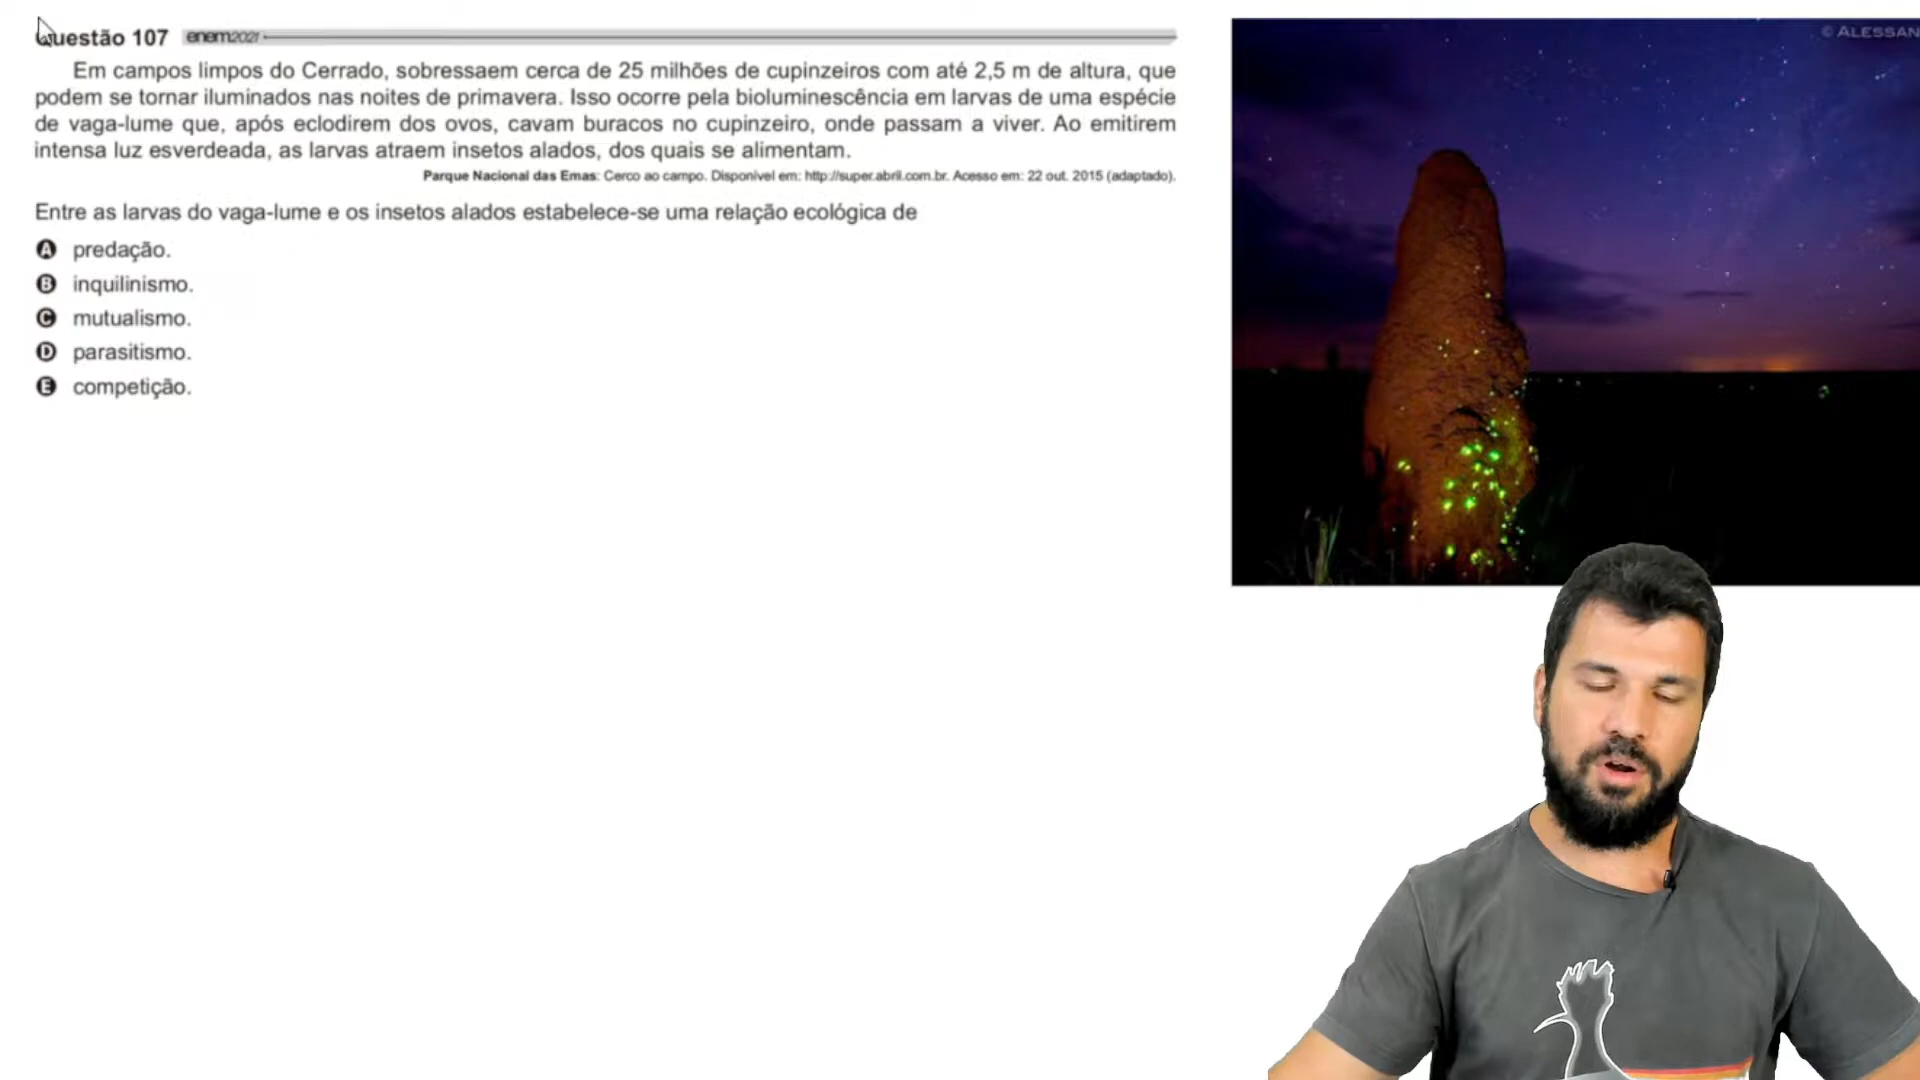 Questão 107 enem2021
Em campos limpos do Cerrado, sobressaem cerca de 25 milhões de cupinzeiros com até 2,5 m de altura, que
podem se tornar iluminados nas noites de primavera. Isso ocorre pela bioluminescência em larvas de uma espécie
de vaga-lume que, após eclodirem dos ovos, cavam buracos no cupinzeiro, onde passam a viver. Ao emitirem
intensa luz esverdeada, as larvas atraem insetos alados, dos quais se alimentam.
Parque Nacional das Emas: Cerco ao campo. Disponível em: http://super.abril.com.br. Acesso em: 22 out. 2015 (adaptado).
Entre as larvas do vaga-lume e os insetos alados estabelece-se uma relação ecológica de
A predação.
B inquilinismo.
C mutualismo.
D parasitismo.
E competição.
© ALESSAN